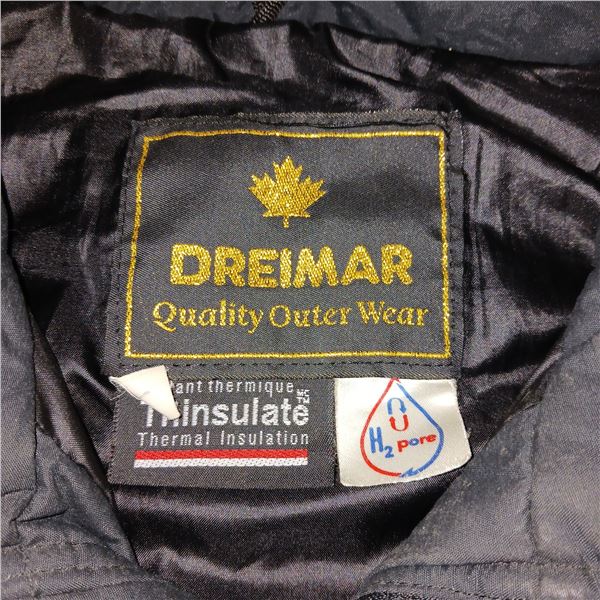 DREIMAR
Quality Outer Wear
ant thermique
Thinsulate
Thermal Insulation
H2 pore